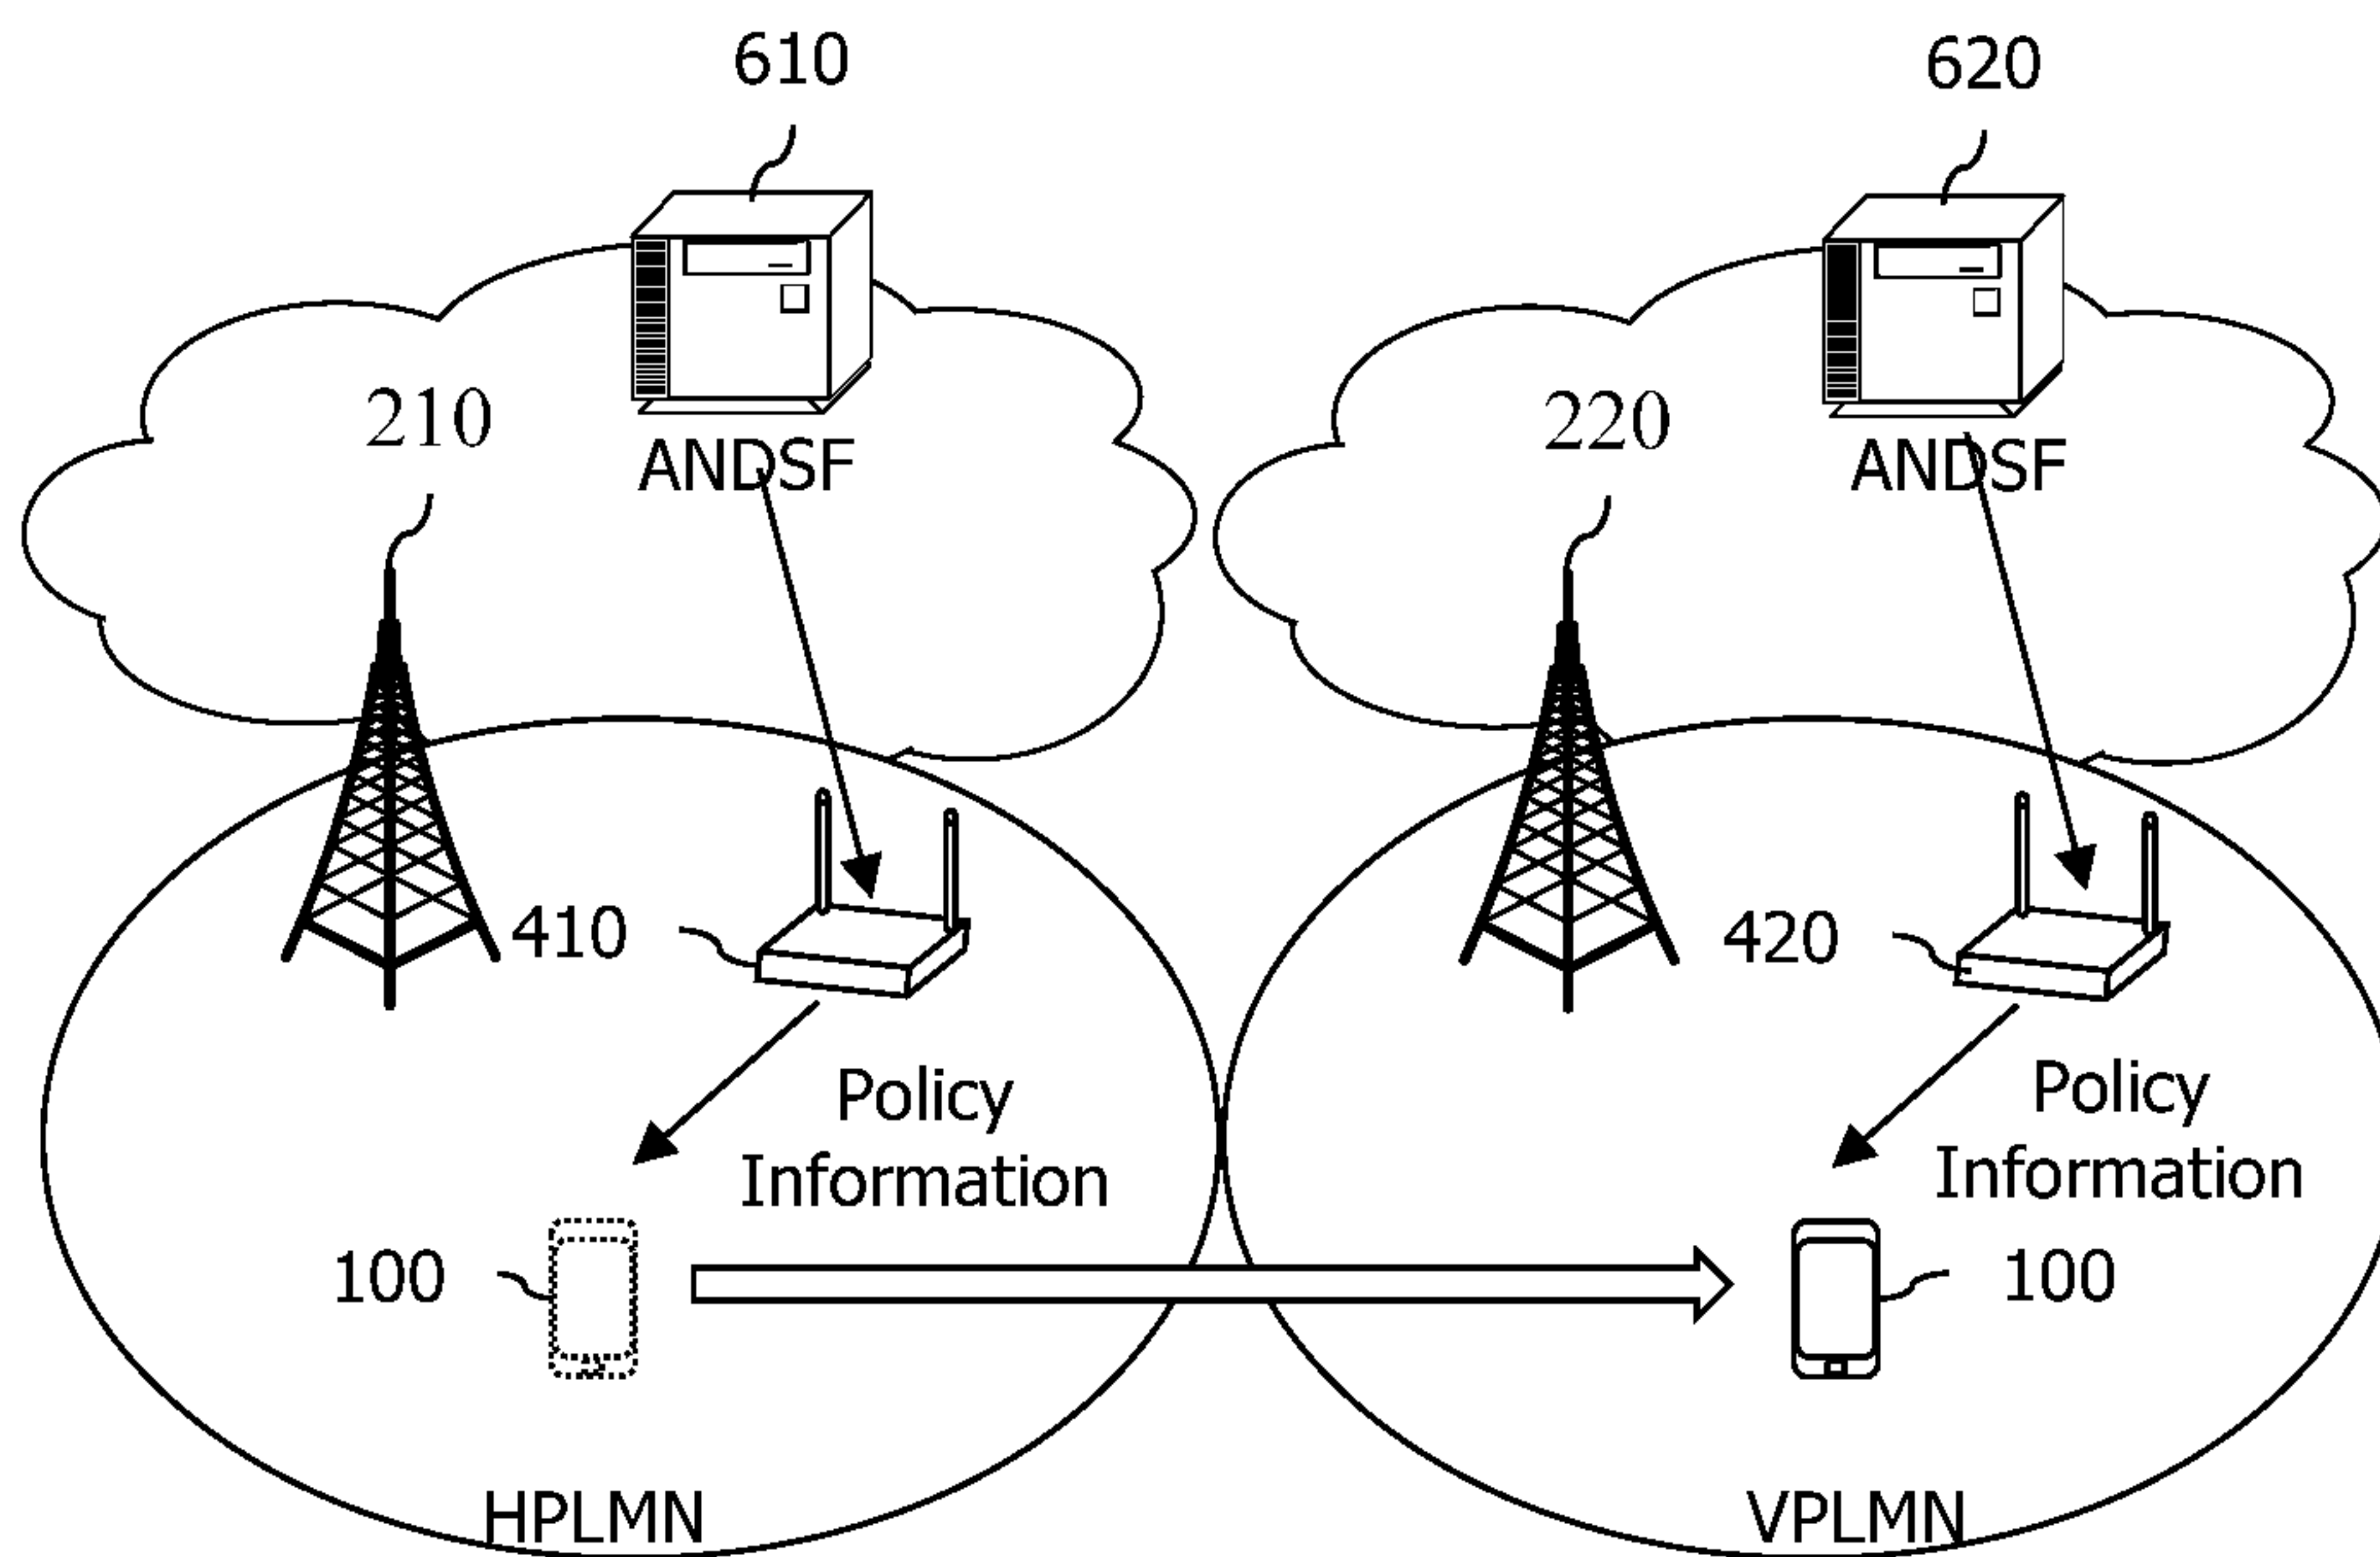 610
620
210
ANDSF
220
ANDSF
410
420
Policy
Information
Policy
Information
100
100
HPLMN
VPLMN